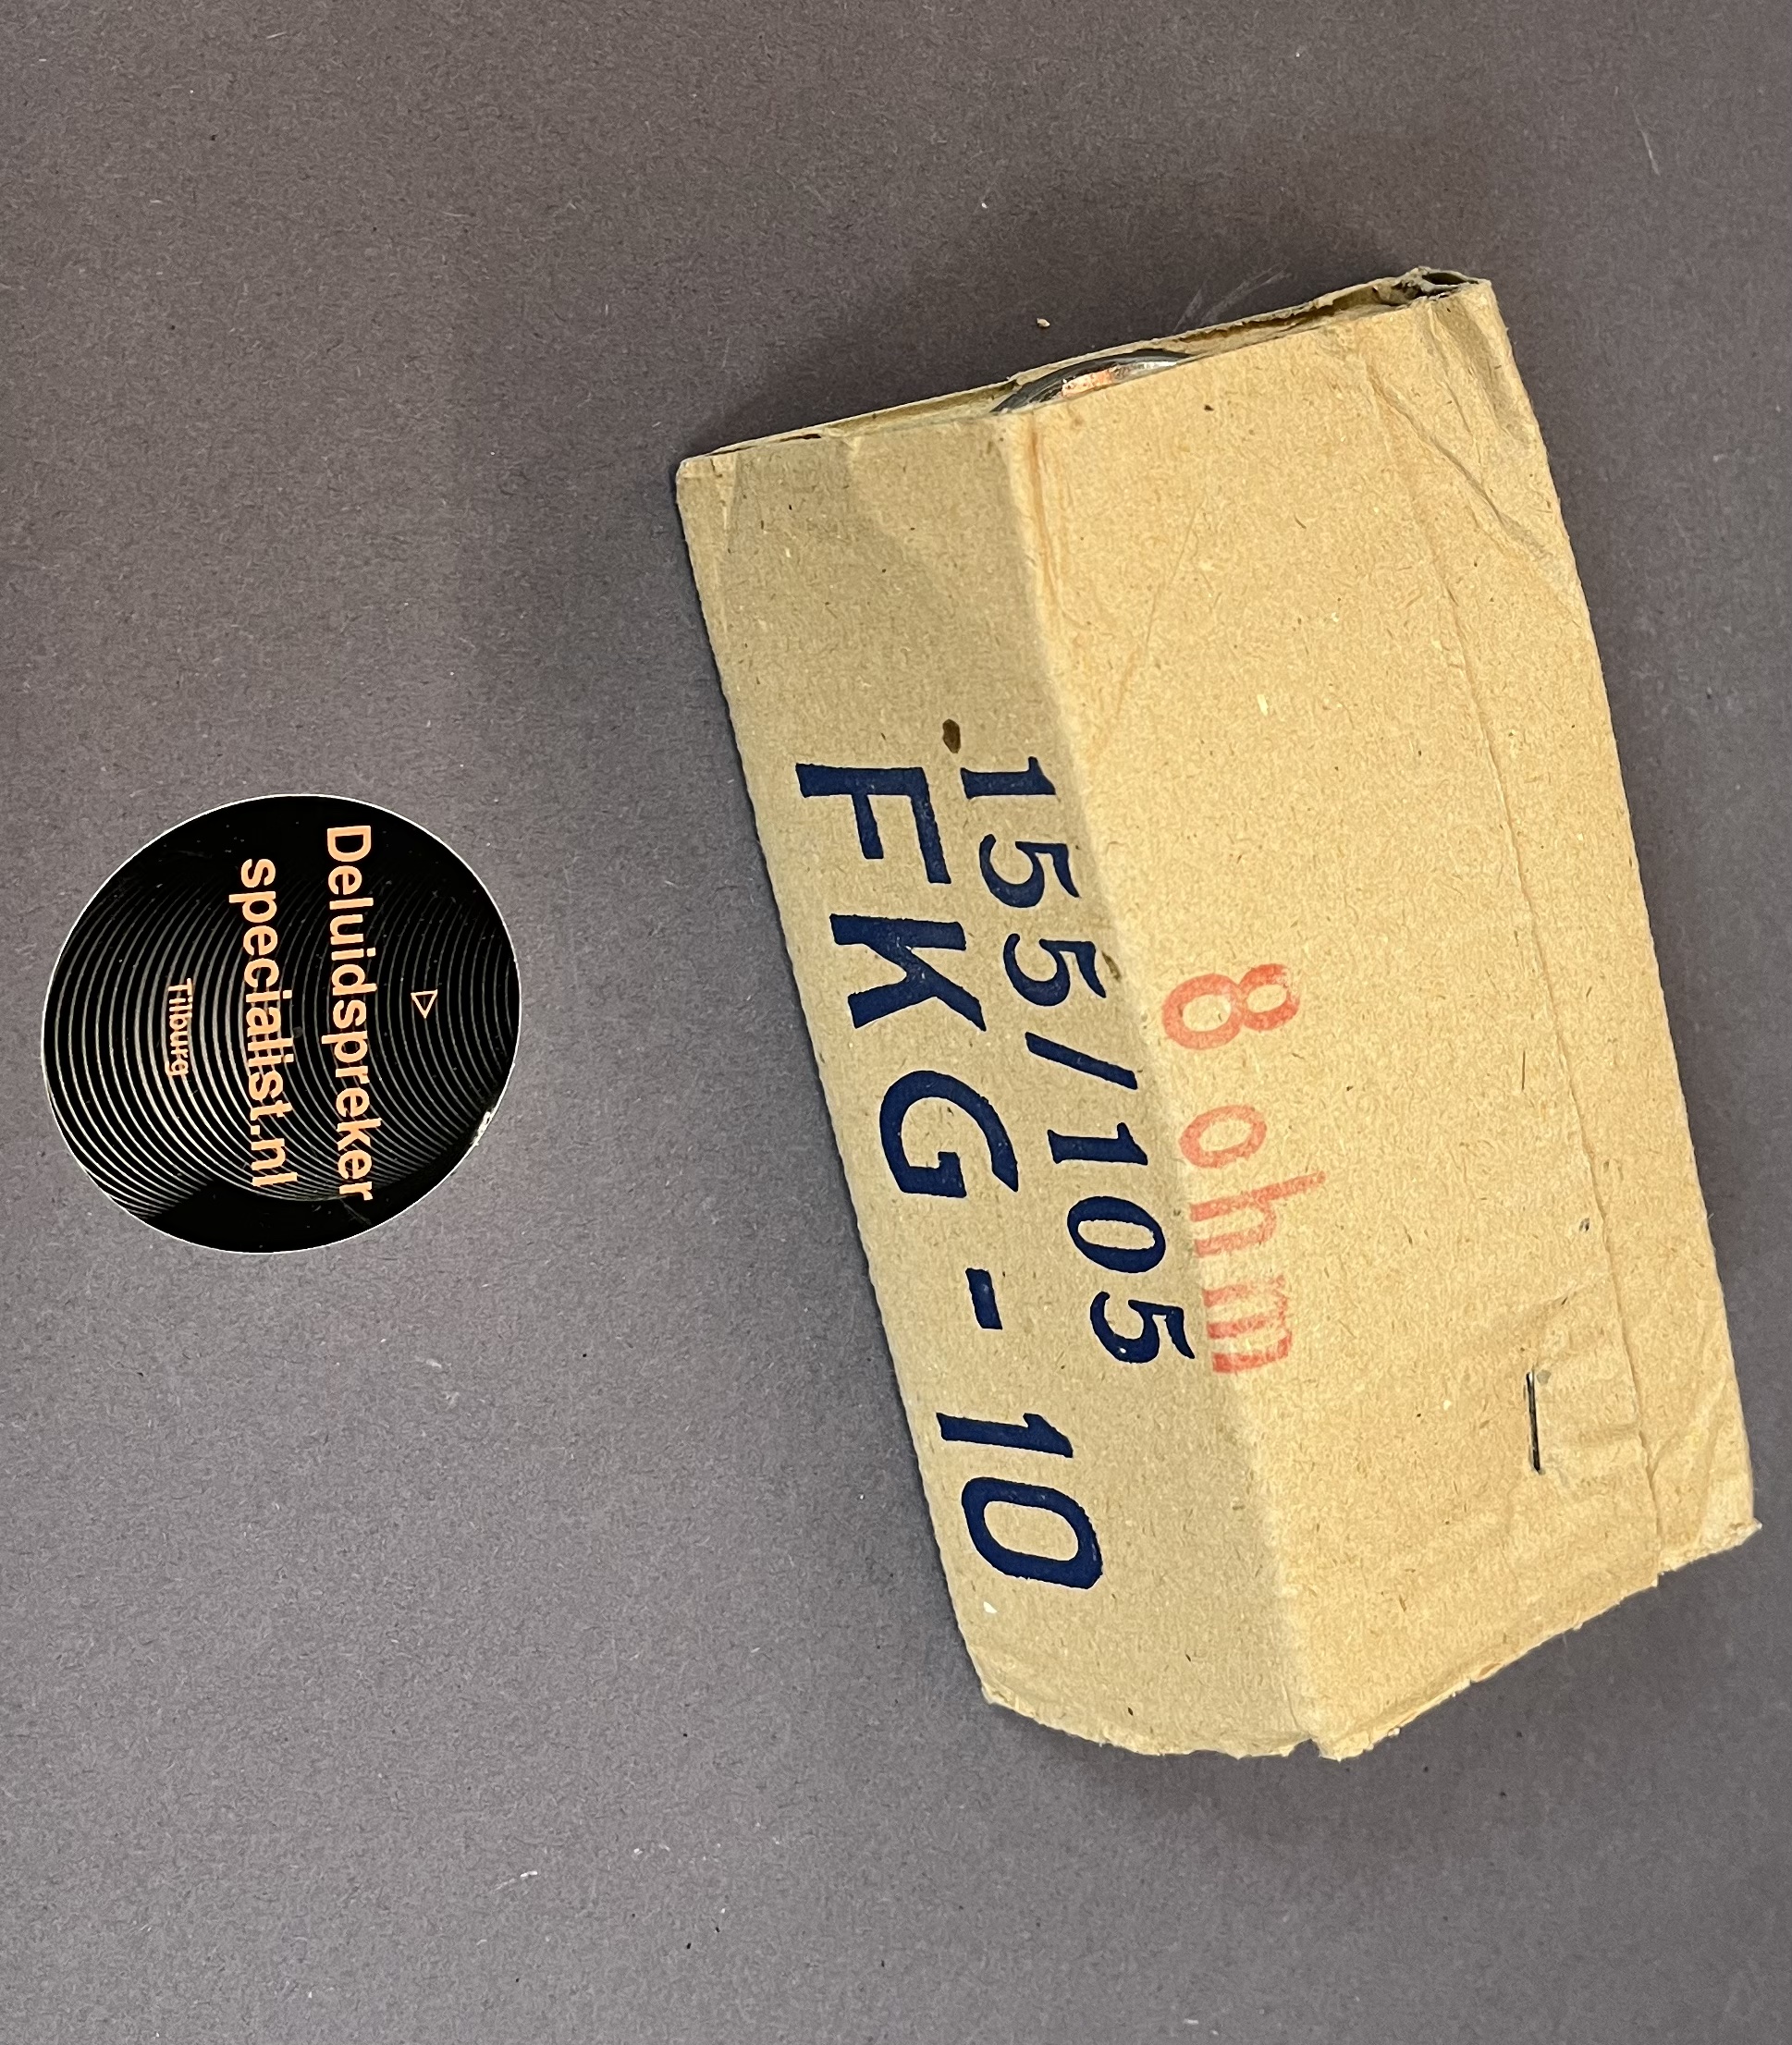 8 ohm
155/105
FKG-10
Deluidspreker
specialist.nl
Tilburg